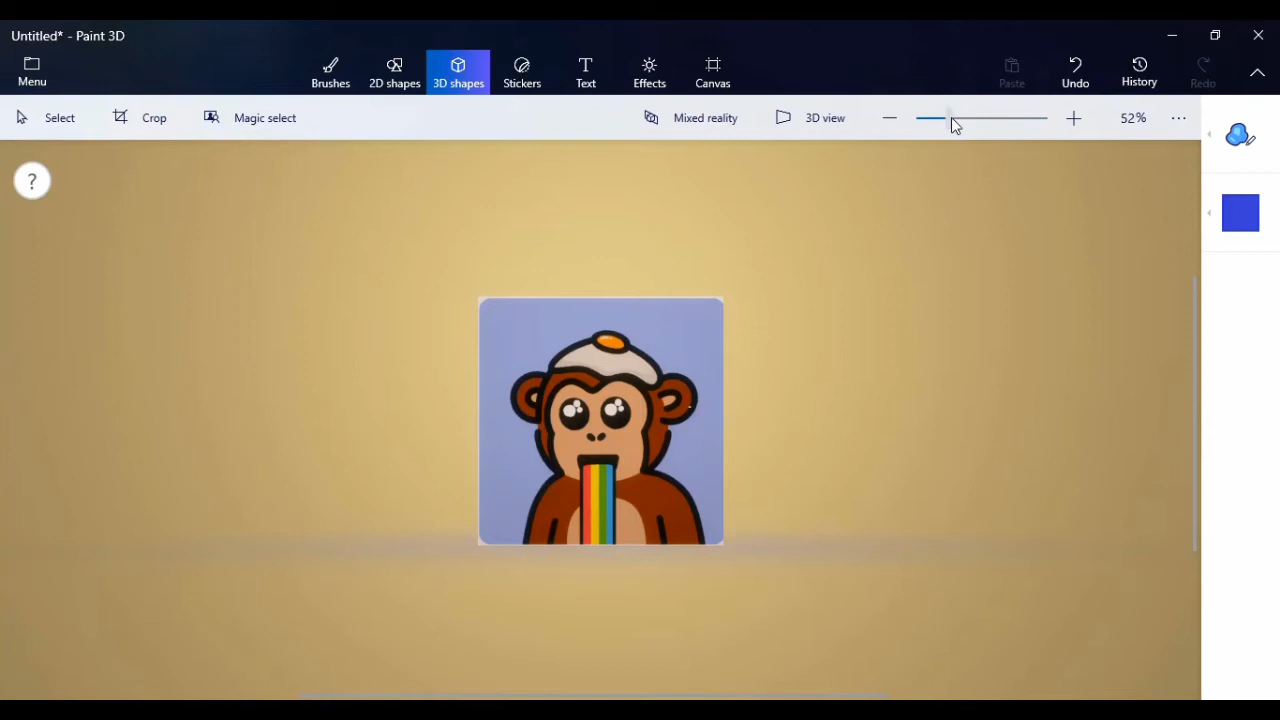 Untitled* - Paint 3D
Menu
Brushes
2D shapes
3D shapes
Stickers
Text
Effects
Canvas
Paste
Undo
History
Redo
Select
Crop
Magic select
Mixed reality
3D view
52%
?